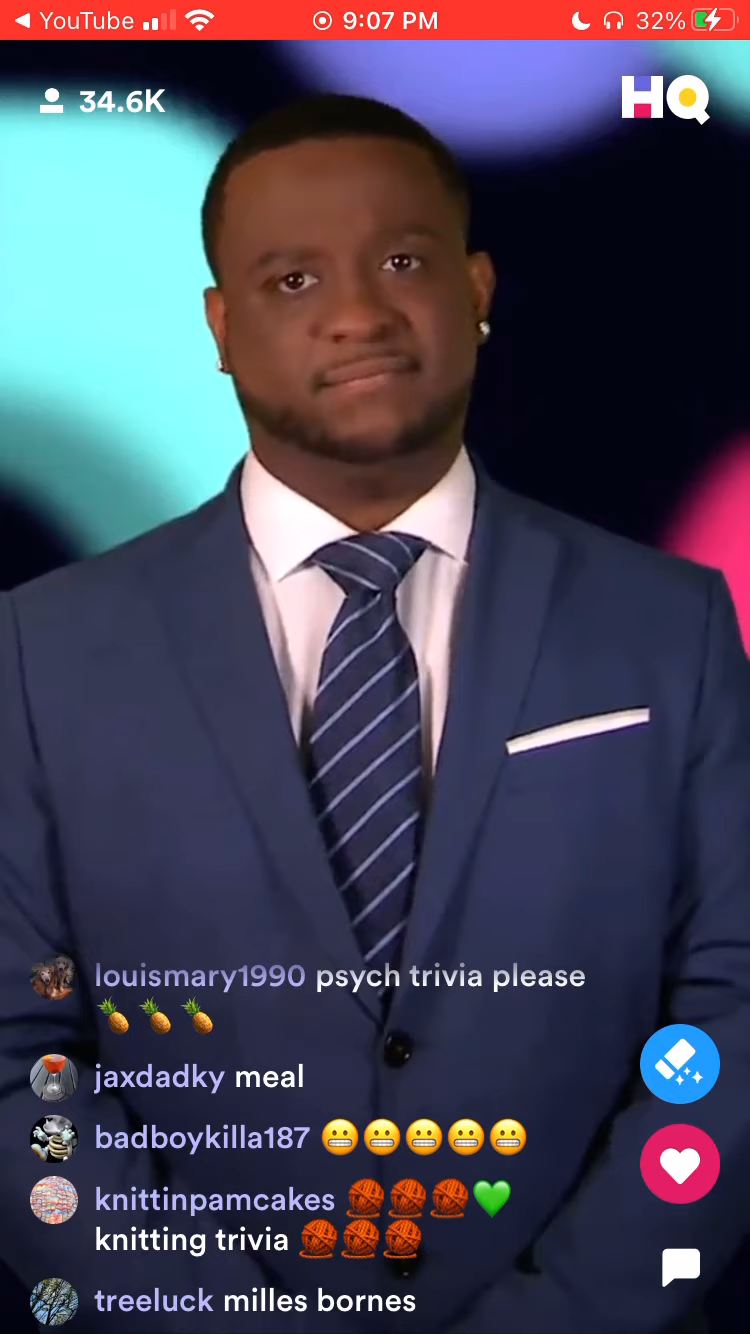 ◀ YouTube 9:07 PM 32%
34.6K HQ
louismary1990 psych trivia please
🍍 🍍 🍍
jaxdadky meal
badboykilla187 😬😬😬😬😬
knittinpamcakes 🧶🧶🧶💚
knitting trivia 🧶🧶🧶
treeluck milles bornes